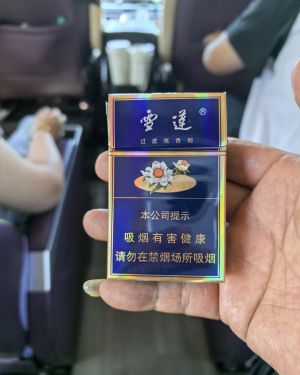 雪莲®
过滤嘴香烟
本公司提示
吸烟有害健康
请勿在禁烟场所吸烟